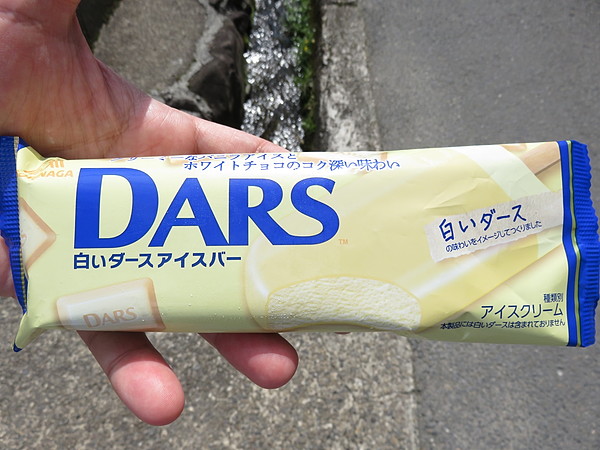 バニラアイスと
ホワイトチョコのコク深い味わい
NAGA
DARS
TM
白いダースアイスバー
白いダース
の味わいをイメージしてつくりました
DARS
種類別
アイスクリーム
本製品には白いダースは含まれておりません